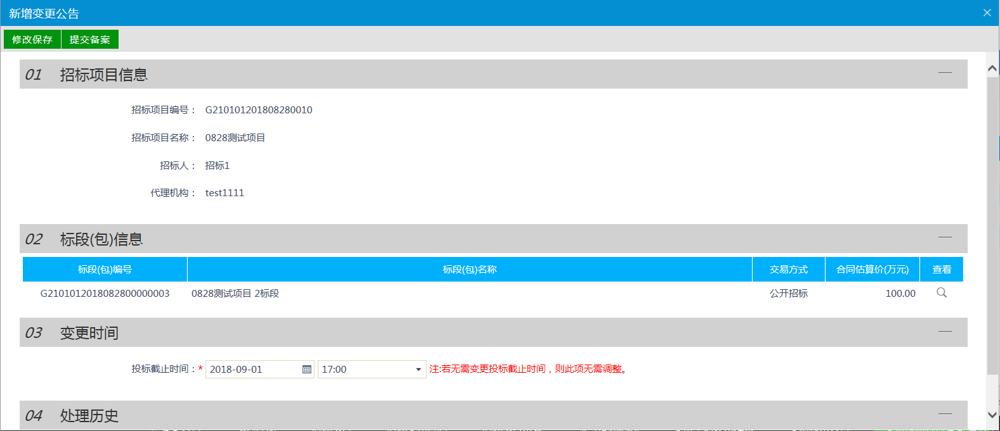 新增变更公告
修改保存 提交备案
01 招标项目信息
招标项目编号： G210101201808280010
招标项目名称： 0828测试项目
招标人： 招标1
代理机构： test1111
02 标段(包)信息
标段(包)编号 标段(包)名称 交易方式 合同估算价(万元) 查看
G2101012018082800000003 0828测试项目 2标段 公开招标 100.00
03 变更时间
投标截止时间：* 2018-09-01 17:00 注:若无需变更投标截止时间，则此项无需调整。
04 处理历史